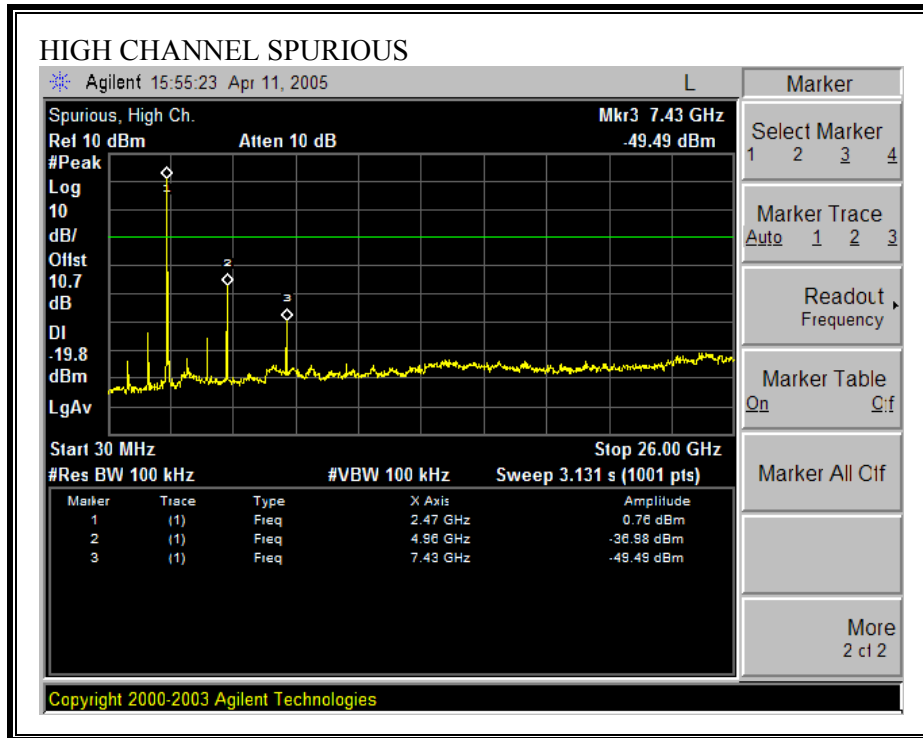 HIGH CHANNEL SPURIOUS
Agilent 15:55:23 Apr 11, 2005 L
Marker
Spurious, High Ch. Mkr3 7.43 GHz
Ref 10 dBm Atten 10 dB -49.49 dBm
#Peak
Log
10
dB/
Offst
10.7
dB
DI
-19.8
dBm
LgAv
1
2
3
Start 30 MHz Stop 26.00 GHz
#Res BW 100 kHz #VBW 100 kHz Sweep 3.131 s (1001 pts)
Marker Trace Type X Axis Amplitude
1 (1) Freq 2.47 GHz 0.76 dBm
2 (1) Freq 4.96 GHz -36.98 dBm
3 (1) Freq 7.43 GHz -49.49 dBm
Select Marker
1 2 3 4
Marker Trace
Auto 1 2 3
Readout
Frequency
Marker Table
On Off
Marker All Off
More
2 of 2
Copyright 2000-2003 Agilent Technologies